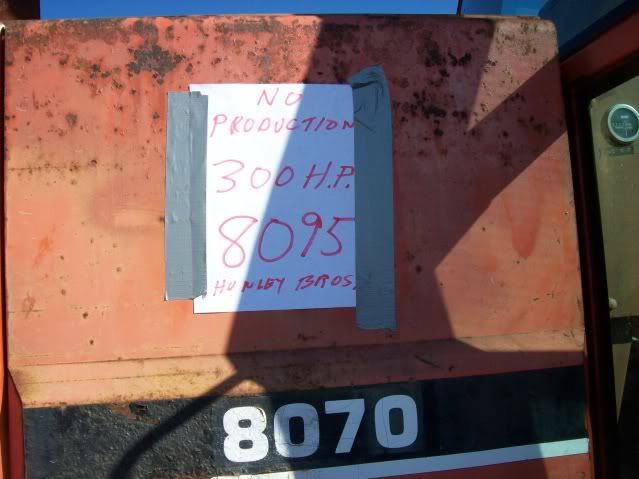 NO
PRODUCTION
300 H.P.
8095
HUNLEY BROS.
8070